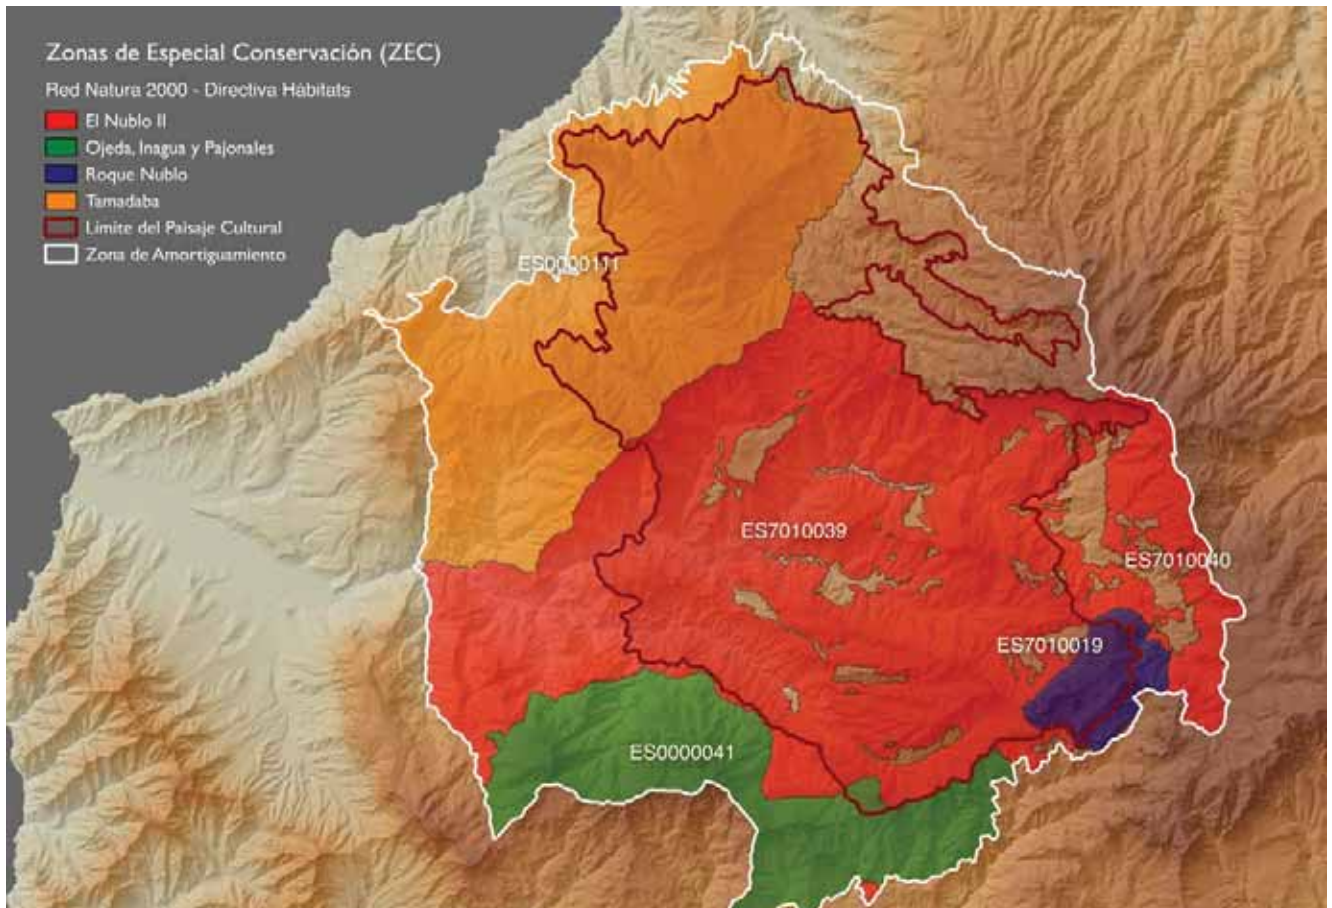 Zonas de Especial Conservación (ZEC)
Red Natura 2000 - Directiva Hábitats
El Nublo II
Ojeda, Inagua y Pajonales
Roque Nublo
Tamadaba
Límite del Paisaje Cultural
Zona de Amortiguamiento
ES0000111
ES7010039
ES7010040
ES7010019
ES0000041